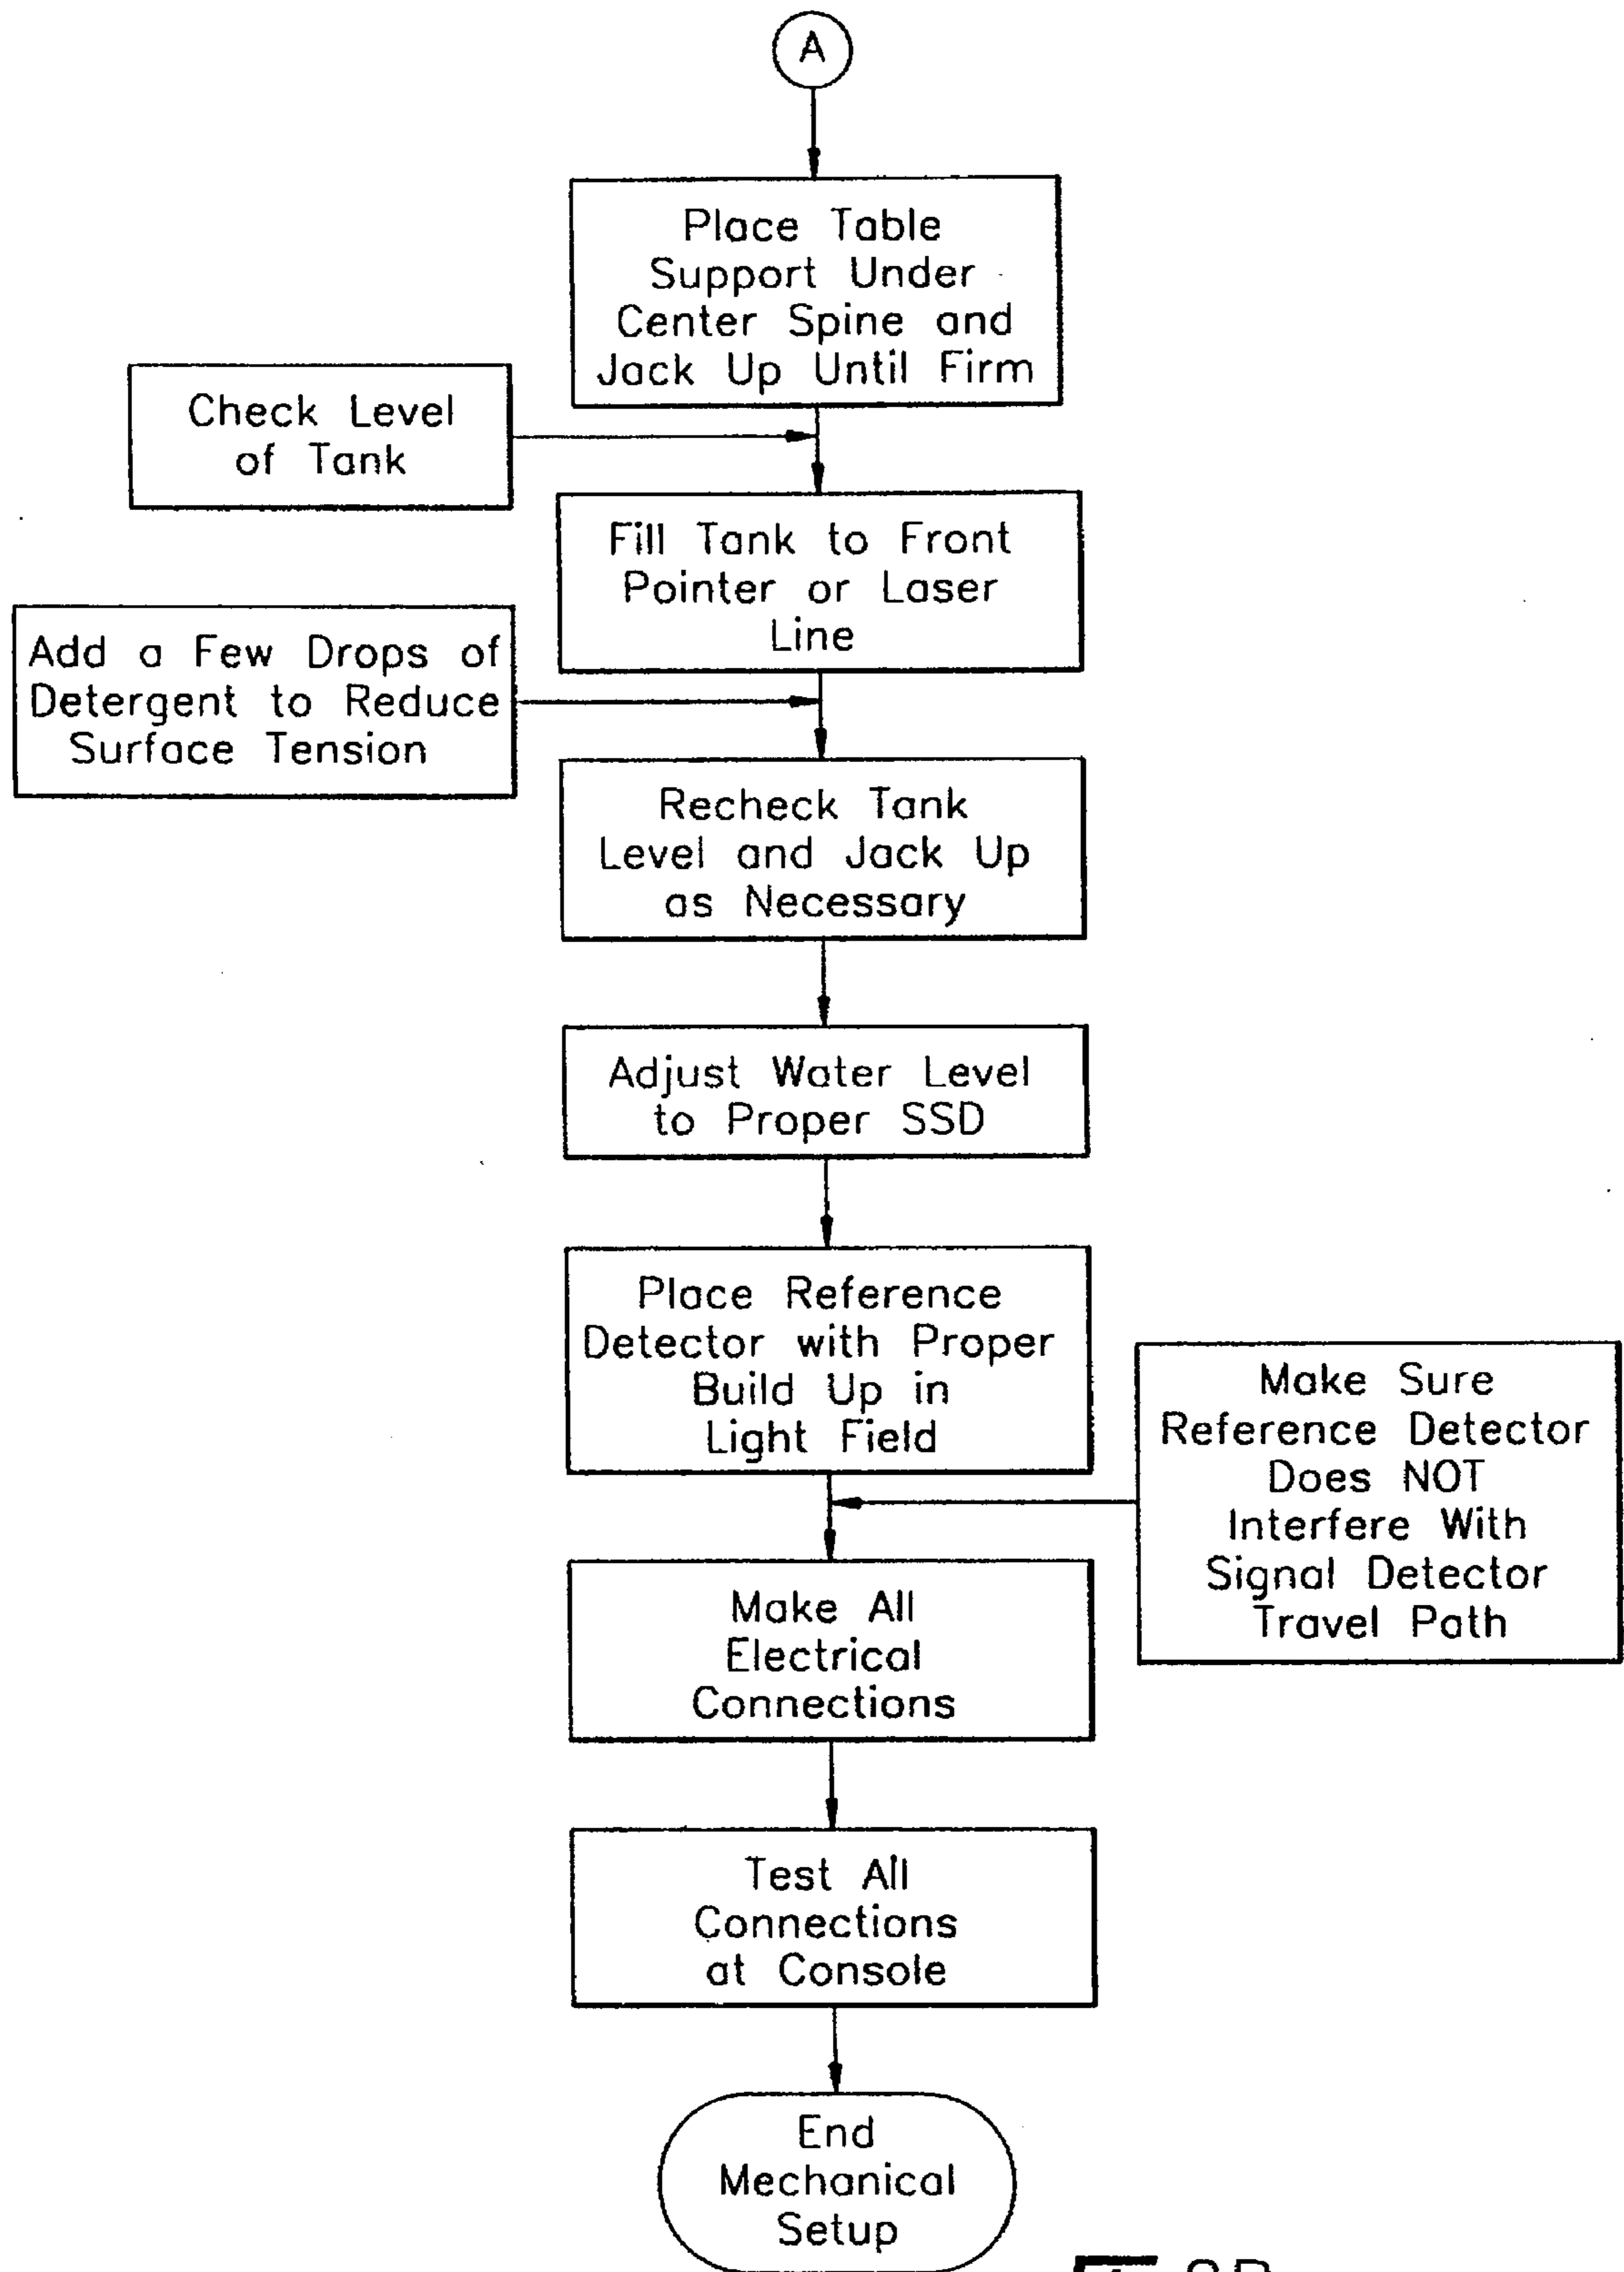 A
Place Table
Support Under
Center Spine and
Jack Up Until Firm
Check Level
of Tank
Fill Tank to Front
Pointer or Laser
Line
Add a Few Drops of
Detergent to Reduce
Surface Tension
Recheck Tank
Level and Jack Up
as Necessary
Adjust Water Level
to Proper SSD
Place Reference
Detector with Proper
Build Up in
Light Field
Make Sure
Reference Detector
Does NOT
Interfere With
Signal Detector
Travel Path
Make All
Electrical
Connections
Test All
Connections
at Console
End
Mechanical
Setup